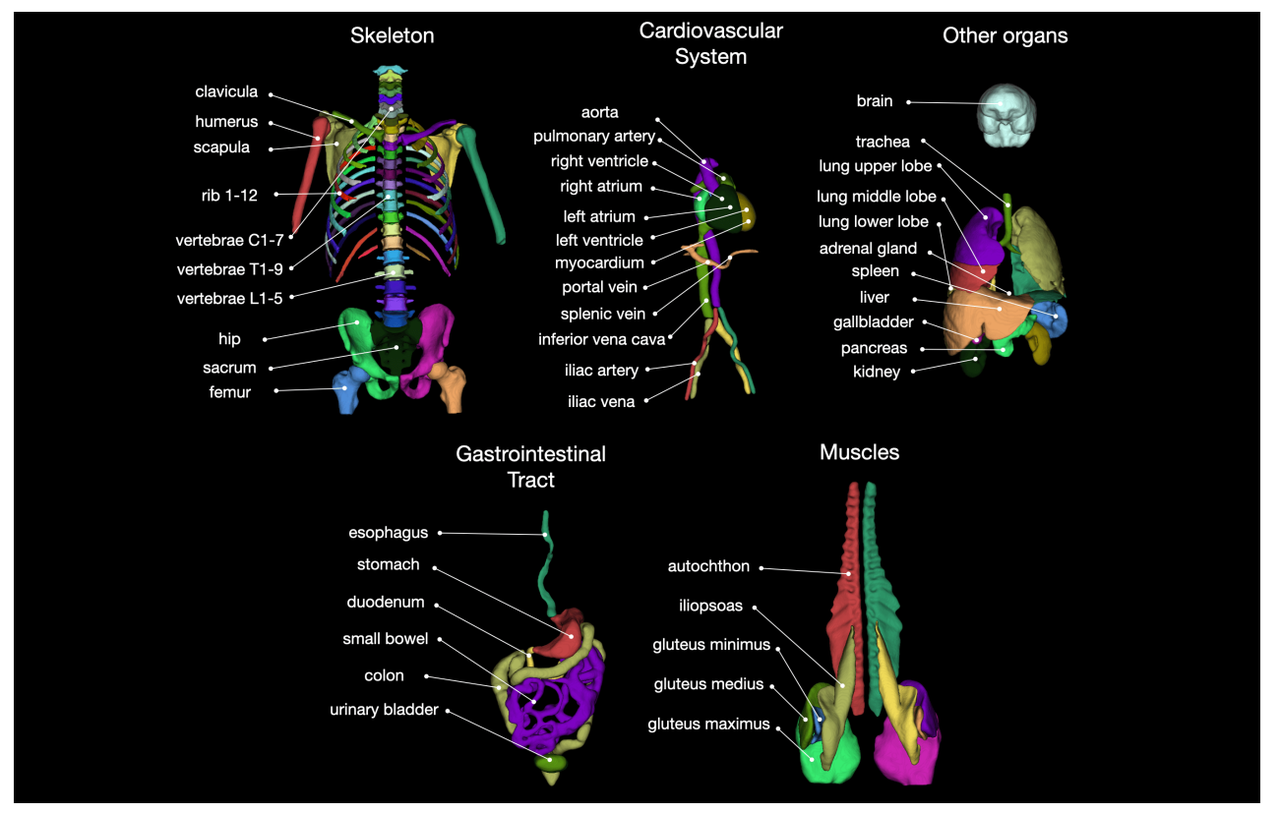 Skeleton
clavicula
humerus
scapula
rib 1-12
vertebrae C1-7
vertebrae T1-9
vertebrae L1-5
hip
sacrum
femur
Cardiovascular
System
aorta
pulmonary artery
right ventricle
right atrium
left atrium
left ventricle
myocardium
portal vein
splenic vein
inferior vena cava
iliac artery
iliac vena
Other organs
brain
trachea
lung upper lobe
lung middle lobe
lung lower lobe
adrenal gland
spleen
liver
gallbladder
pancreas
kidney
Gastrointestinal
Tract
esophagus
stomach
duodenum
small bowel
colon
urinary bladder
Muscles
autochthon
iliopsoas
gluteus minimus
gluteus medius
gluteus maximus